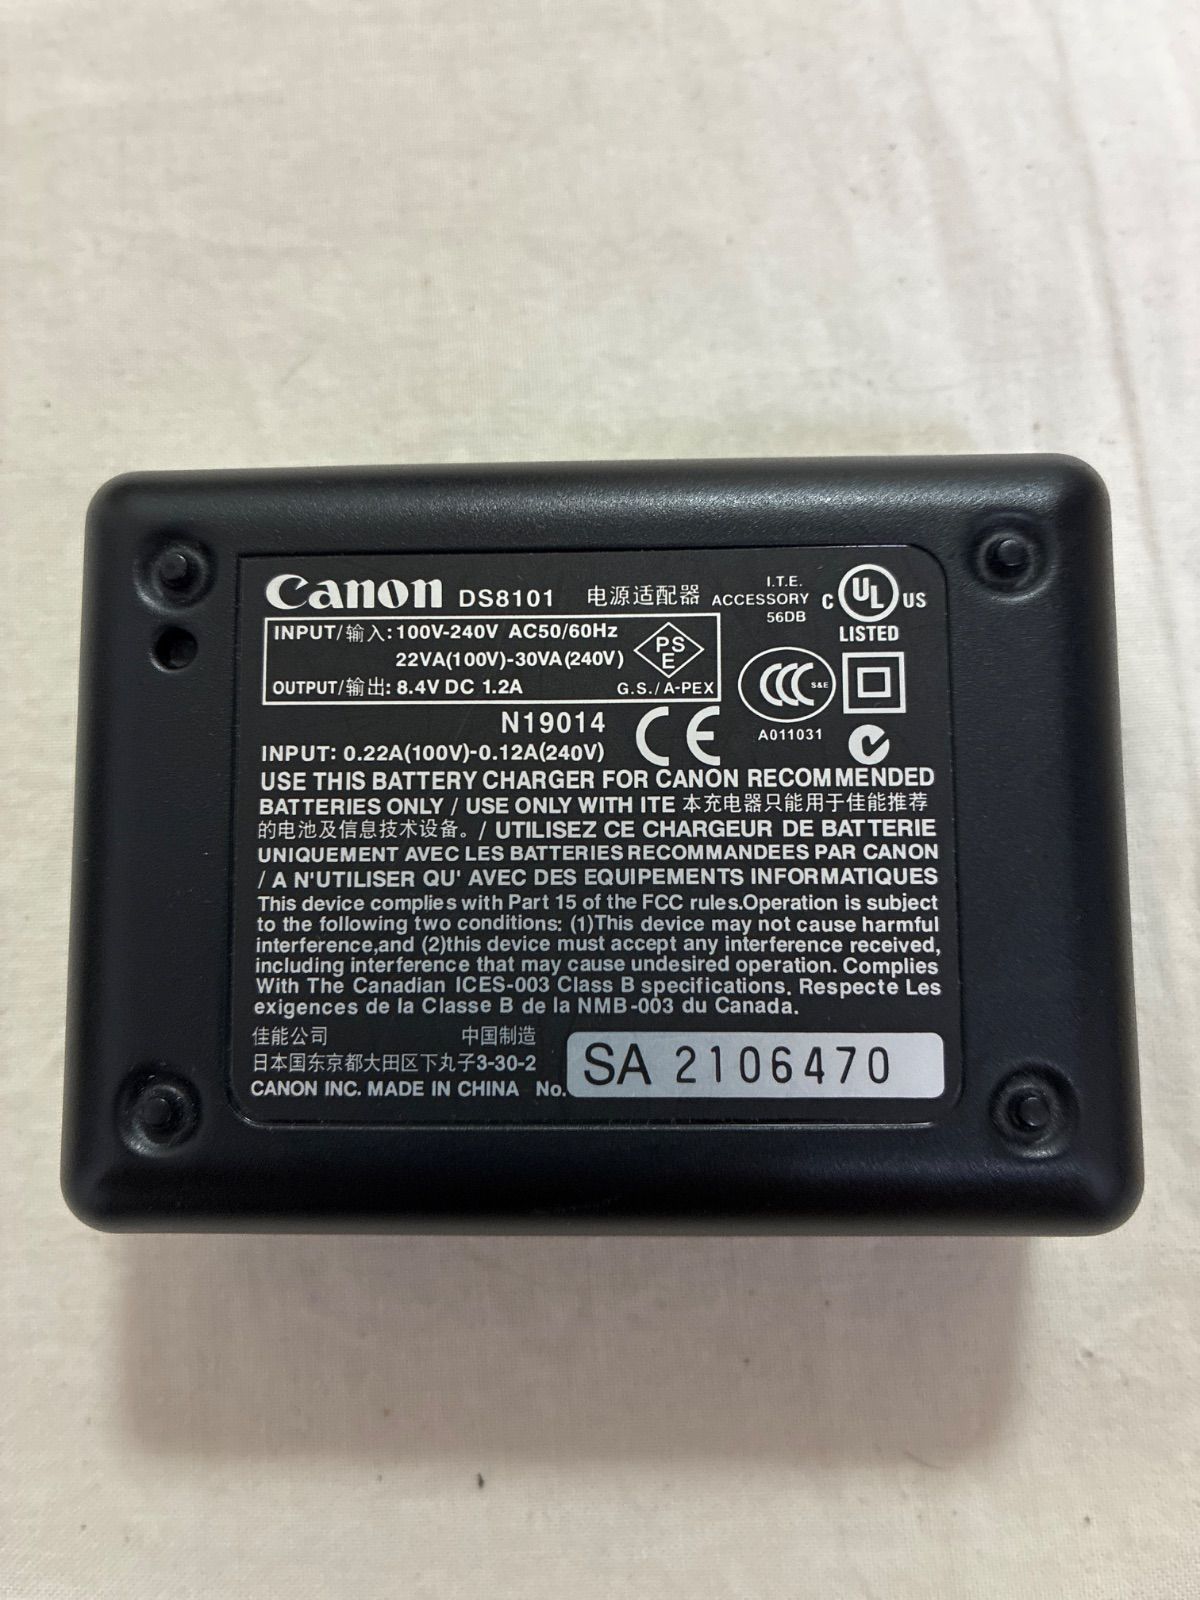 Canon DS8101 电源适配器
I.T.E.
ACCESSORY
56DB
C UL US
LISTED
INPUT/输入: 100V-240V AC50/60Hz
22VA(100V)-30VA(240V)
OUTPUT/输出: 8.4V DC 1.2A
PS
E
G.S./A-PEX
CCC S&E
A011031
N19014
CE
INPUT: 0.22A(100V)-0.12A(240V)
USE THIS BATTERY CHARGER FOR CANON RECOMMENDED
BATTERIES ONLY / USE ONLY WITH ITE 本充电器只能用于佳能推荐
的电池及信息技术设备。/ UTILISEZ CE CHARGEUR DE BATTERIE
UNIQUEMENT AVEC LES BATTERIES RECOMMANDEES PAR CANON
/ A N'UTILISER QU' AVEC DES EQUIPEMENTS INFORMATIQUES
This device complies with Part 15 of the FCC rules.Operation is subject
to the following two conditions: (1)This device may not cause harmful
interference,and (2)this device must accept any interference received,
including interference that may cause undesired operation. Complies
With The Canadian ICES-003 Class B specifications. Respecte Les
exigences de la Classe B de la NMB-003 du Canada.
佳能公司 中国制造
日本国东京都大田区下丸子3-30-2
CANON INC. MADE IN CHINA No. SA 2106470